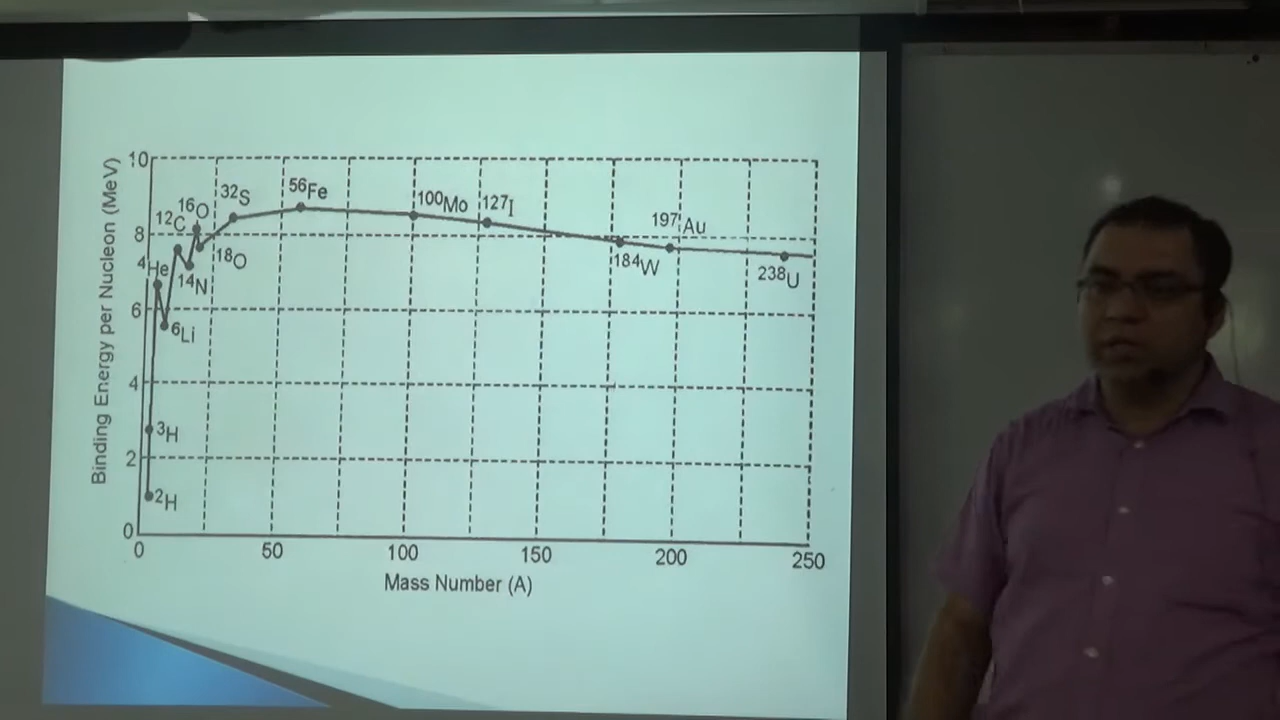 Binding Energy per Nucleon (MeV)
10
8
6
4
2
0
0 50 100 150 200 250
Mass Number (A)
²H
³H
⁴He
⁶Li
¹²C
¹⁴N
¹⁶O
¹⁸O
³²S
⁵⁶Fe
¹⁰⁰Mo
¹²⁷I
¹⁸⁴W
¹⁹⁷Au
²³⁸U